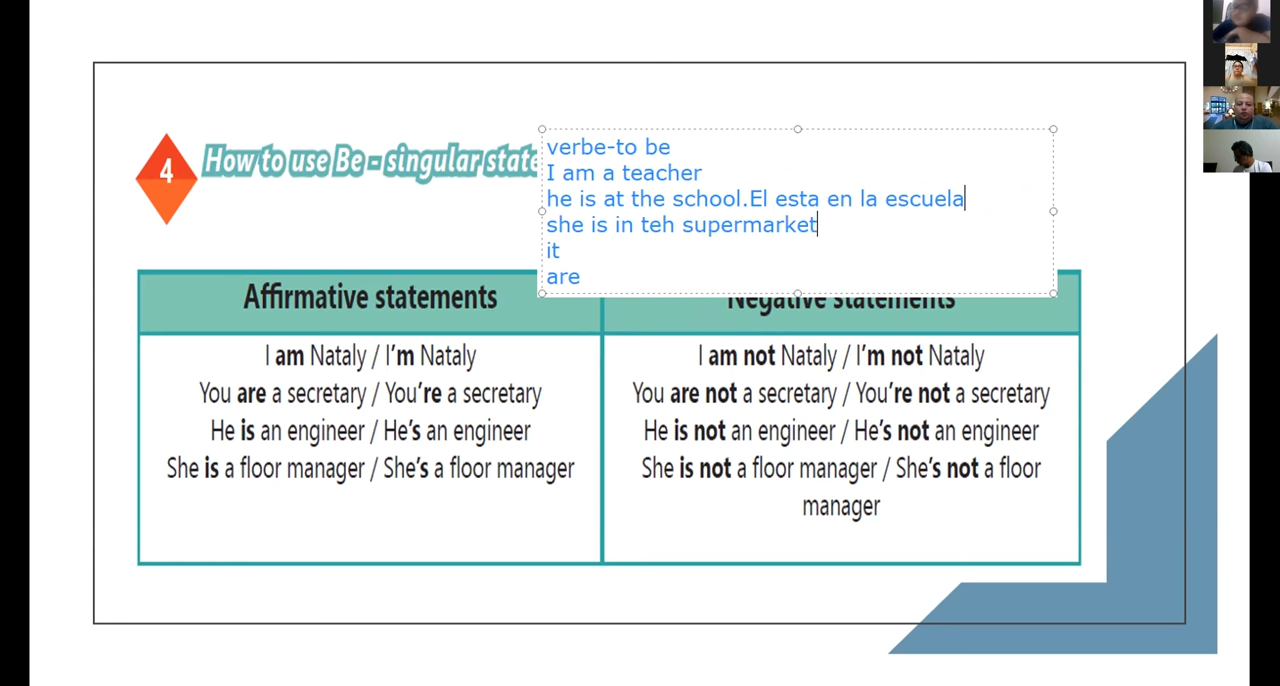 4
How to use Be - singular state
verbe-to be
I am a teacher
he is at the school.El esta en la escuela
she is in teh supermarket
it
are
Affirmative statements
Negative statements
I am Nataly / I'm Nataly
You are a secretary / You're a secretary
He is an engineer / He's an engineer
She is a floor manager / She's a floor manager
I am not Nataly / I'm not Nataly
You are not a secretary / You're not a secretary
He is not an engineer / He's not an engineer
She is not a floor manager / She's not a floor
manager